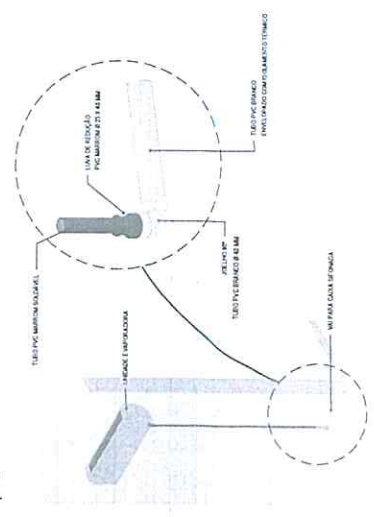 TUBO PVC MARROM SOLDÁVEL
LUVA DE REDUÇÃO
PVC MARROM Ø 25 X 40 MM
JOELHO 90°
TUBO PVC BRANCO Ø 40 MM
TUBO PVC BRANCO
ENVELOPADO COM ISOLAMENTO TÉRMICO
UNIDADE EVAPORADORA
VAI PARA CAIXA SIFONADA